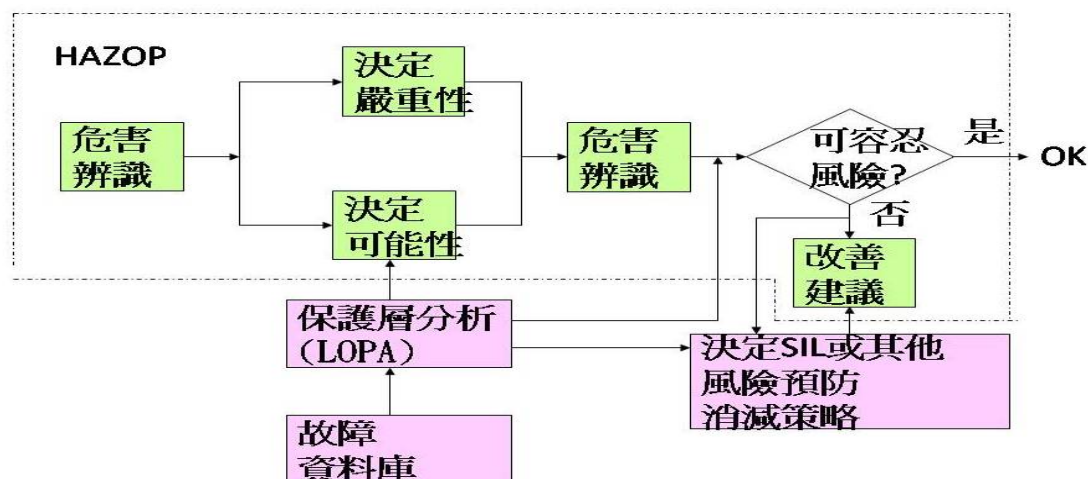 HAZOP
決定
嚴重性
危害
辨識
決定
可能性
危害
辨識
可容忍
風險?
是
OK
否
改善
建議
保護層分析
(LOPA)
決定SIL或其他
風險預防
消減策略
故障
資料庫